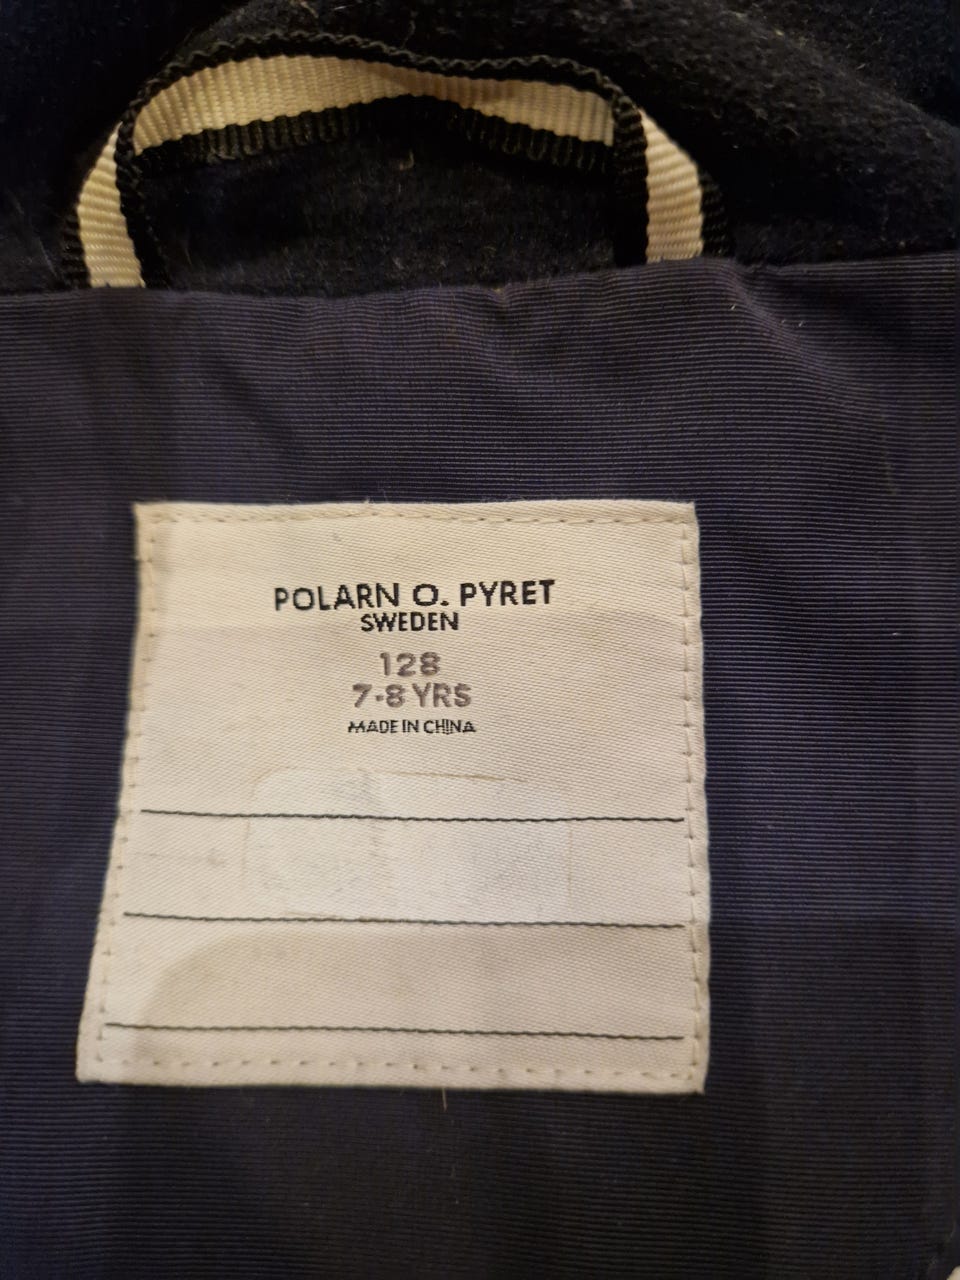 POLARN O. PYRET
SWEDEN
128
7-8 YRS
MADE IN CHINA